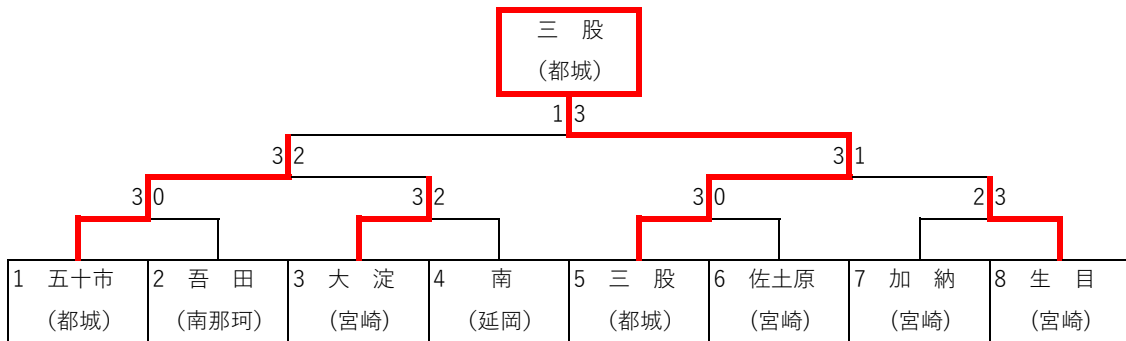 三　股
（都城）
1 3
3 2
3 1
3 0
3 2
3 0
2 3
1 五十市
（都城）
2 吾　田
（南那珂）
3 大　淀
（宮崎）
4 南
（延岡）
5 三　股
（都城）
6 佐土原
（宮崎）
7 加　納
（宮崎）
8 生　目
（宮崎）